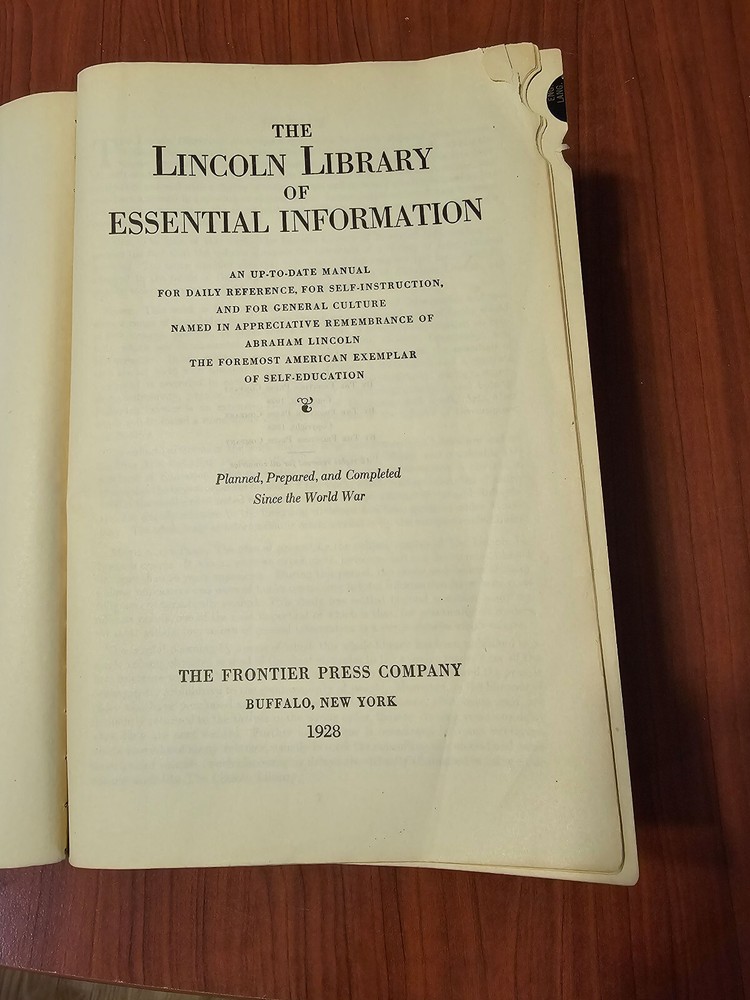 THE
LINCOLN LIBRARY
OF
ESSENTIAL INFORMATION
AN UP-TO-DATE MANUAL
FOR DAILY REFERENCE, FOR SELF-INSTRUCTION,
AND FOR GENERAL CULTURE
NAMED IN APPRECIATIVE REMEMBRANCE OF
ABRAHAM LINCOLN
THE FOREMOST AMERICAN EXEMPLAR
OF SELF-EDUCATION
Planned, Prepared, and Completed
Since the World War
THE FRONTIER PRESS COMPANY
BUFFALO, NEW YORK
1928
LANG.